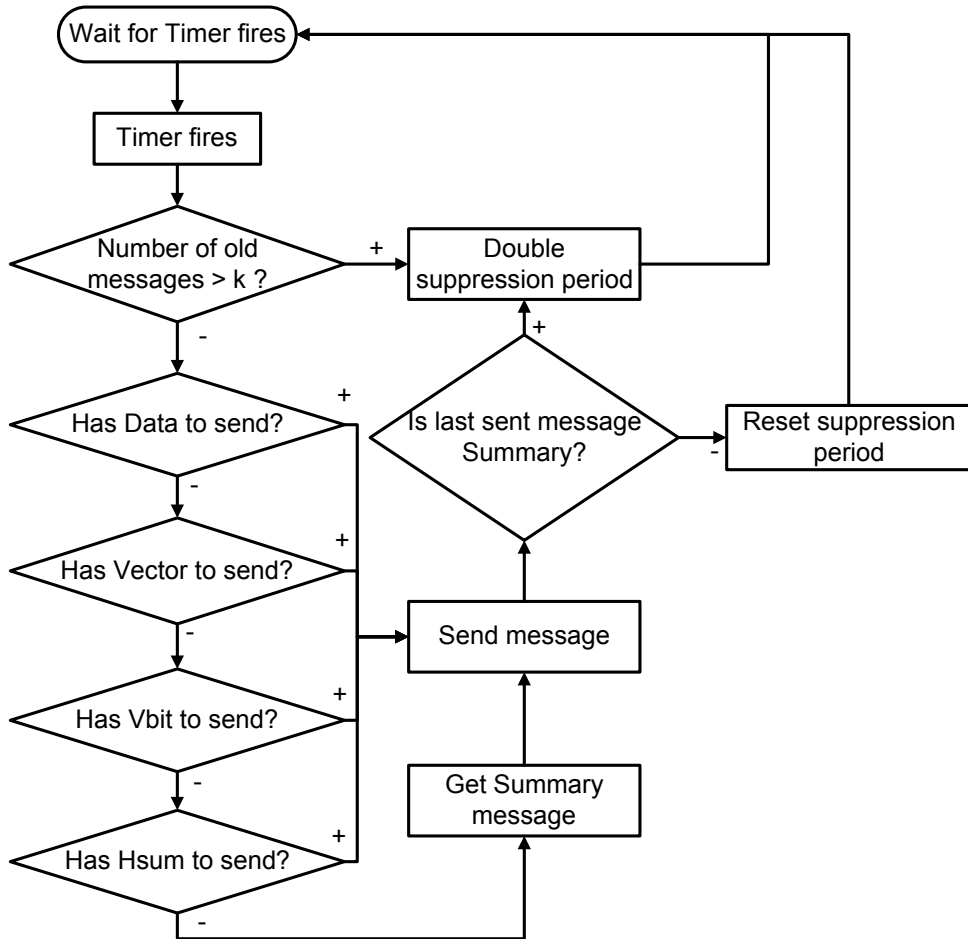 Wait for Timer fires
Timer fires
Number of old
messages > k ?
+
Double
suppression period
-
+
Has Data to send?
+
Is last sent message
Summary?
-
Reset suppression
period
-
Has Vector to send?
+
-
Send message
Has Vbit to send?
+
-
Get Summary
message
Has Hsum to send?
+
-